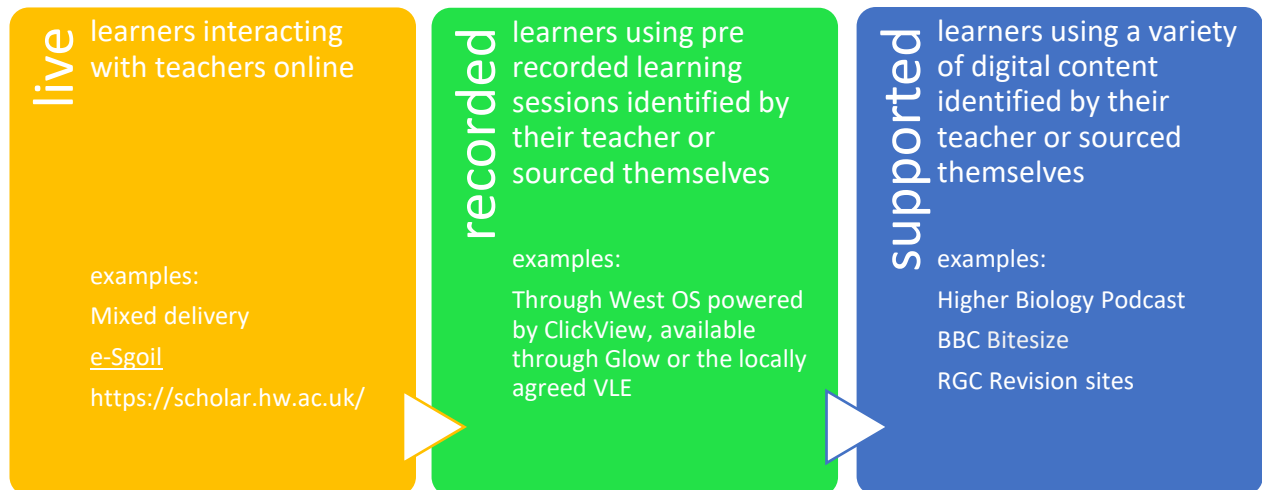 live
learners interacting
with teachers online
examples:
Mixed delivery
e-Sgoil
https://scholar.hw.ac.uk/
recorded
learners using pre
recorded learning
sessions identified by
their teacher or
sourced themselves
examples:
Through West OS powered
by ClickView, available
through Glow or the locally
agreed VLE
supported
learners using a variety
of digital content
identified by their
teacher or sourced
themselves
examples:
Higher Biology Podcast
BBC Bitesize
RGC Revision sites